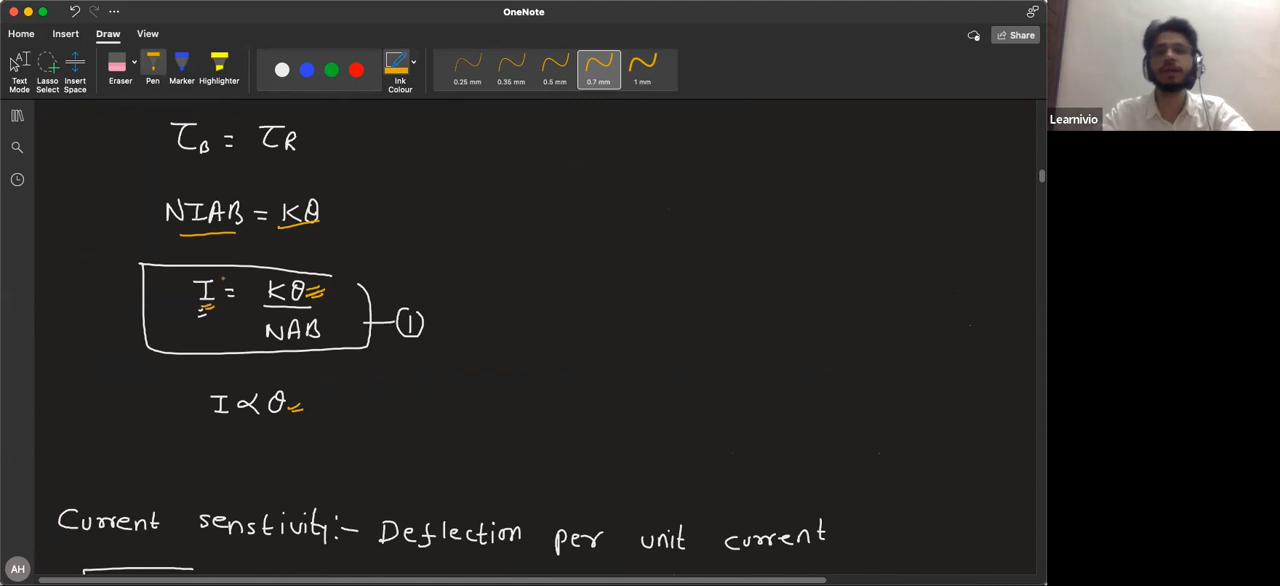 OneNote
Home Insert Draw View
Share
Text Mode
Lasso Select
Insert Space
Eraser
Pen
Marker
Highlighter
Ink Colour
0.25 mm
0.35 mm
0.5 mm
0.7 mm
1 mm
Learnivio
τB = τR
NIAB = Kθ
I = Kθ
NAB
①
I ∝ θ
Current senstivity:- Deflection per unit current
AH